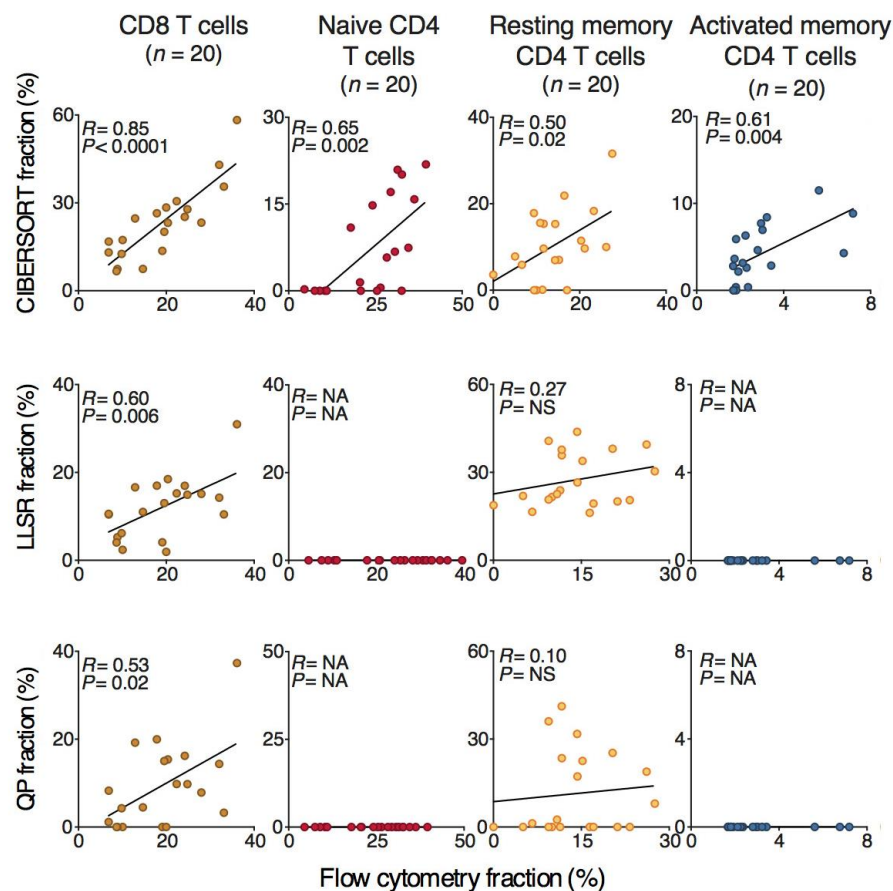 CD8 T cells
(n = 20)
Naive CD4
T cells
(n = 20)
Resting memory
CD4 T cells
(n = 20)
Activated memory
CD4 T cells
(n = 20)
CIBERSORT fraction (%)
60
30
0
R= 0.85
P< 0.0001
0
20
40
30
15
0
R= 0.65
P= 0.002
0
25
50
40
20
0
R= 0.50
P= 0.02
0
15
30
20
10
0
R= 0.61
P= 0.004
0
4
8
LLSR fraction (%)
40
20
0
R= 0.60
P= 0.006
0
20
40
40
20
0
R= NA
P= NA
0
20
40
60
30
0
R= 0.27
P= NS
0
15
30
8
4
0
R= NA
P= NA
0
4
8
QP fraction (%)
40
20
0
R= 0.53
P= 0.02
0
20
40
50
25
0
R= NA
P= NA
0
25
50
60
30
0
R= 0.10
P= NS
0
15
30
8
4
0
R= NA
P= NA
0
4
8
Flow cytometry fraction (%)